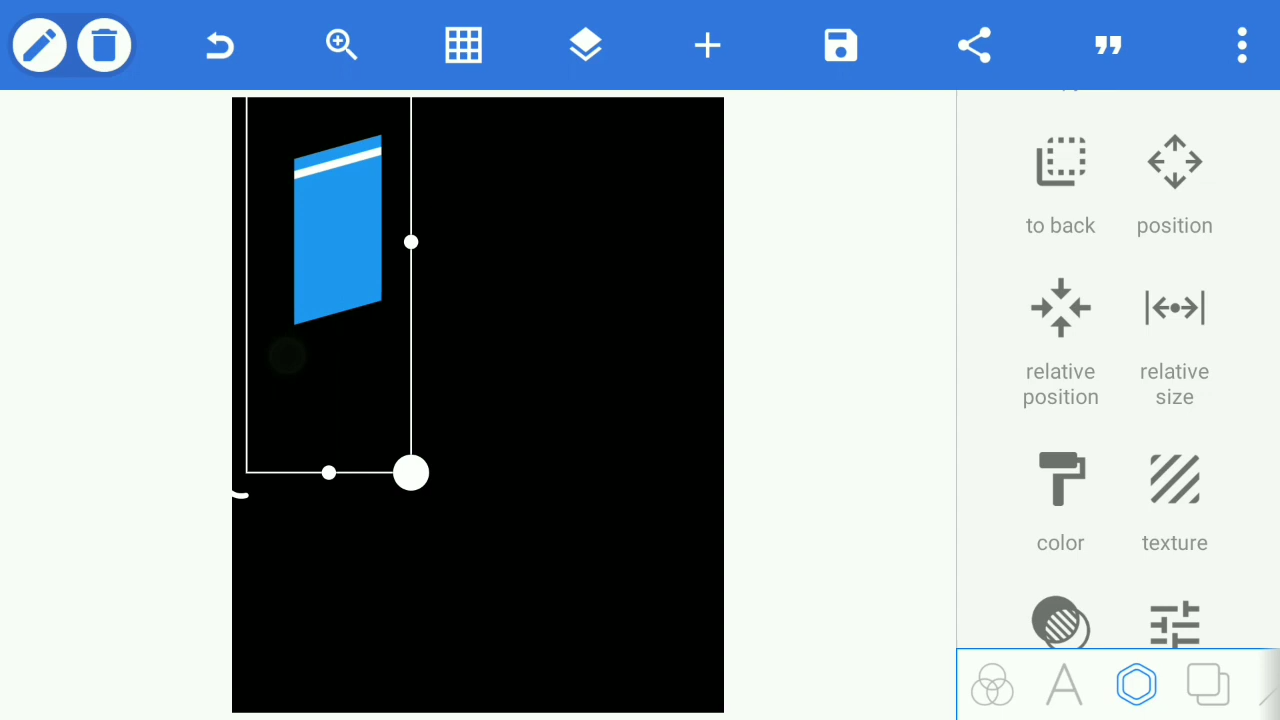 to back
position
relative
position
relative
size
color
texture